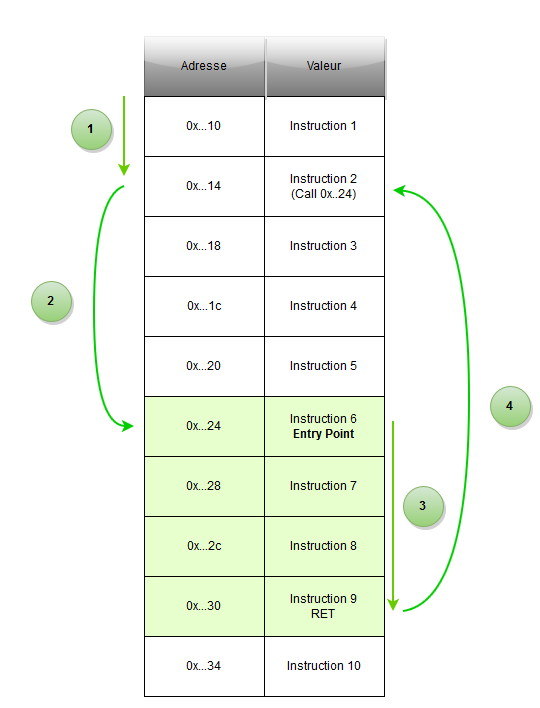 Adresse Valeur
1
0x...10 Instruction 1
0x...14 Instruction 2
(Call 0x..24)
0x...18 Instruction 3
2
0x...1c Instruction 4
0x...20 Instruction 5
4
0x...24 Instruction 6
Entry Point
0x...28 Instruction 7
3
0x...2c Instruction 8
0x...30 Instruction 9
RET
0x...34 Instruction 10